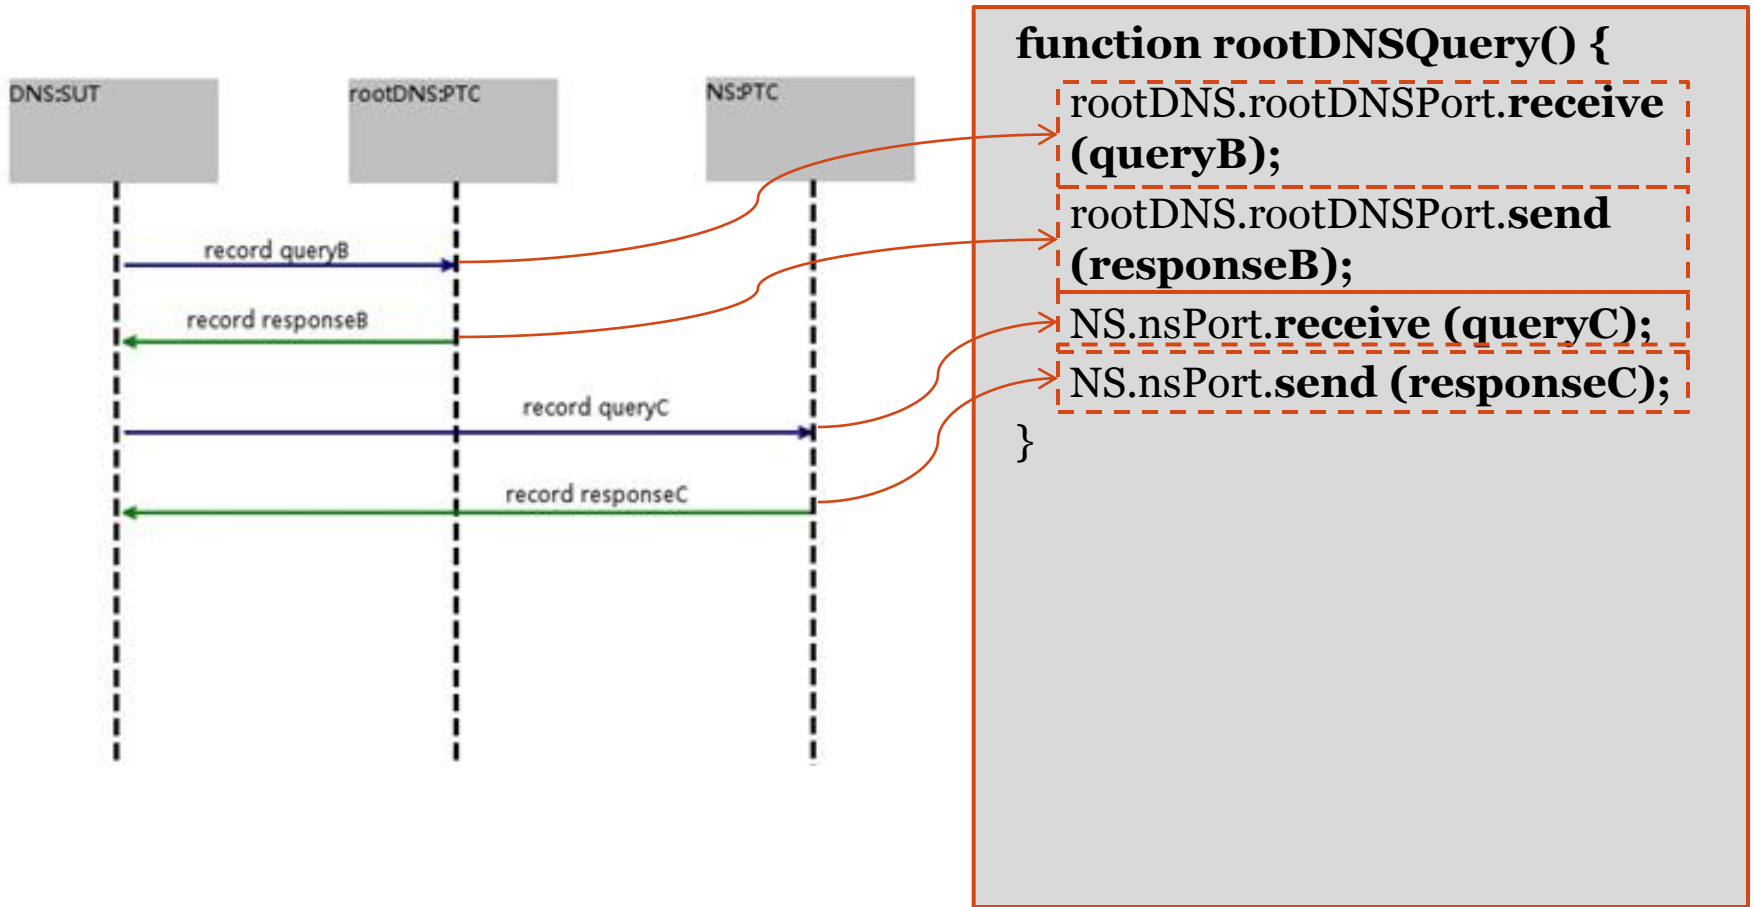 DNS:SUT
rootDNS:PTC
NS:PTC
record queryB
record responseB
record queryC
record responseC
function rootDNSQuery() {
rootDNS.rootDNSPort.receive
(queryB);
rootDNS.rootDNSPort.send
(responseB);
NS.nsPort.receive (queryC);
NS.nsPort.send (responseC);
}